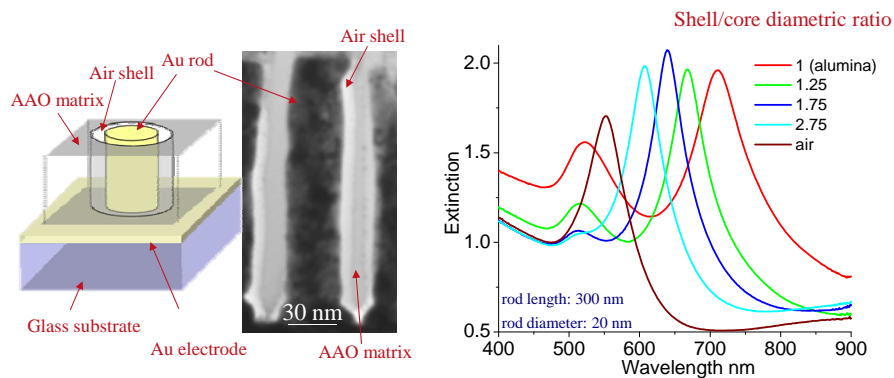 Air shell
Au rod
Air shell
AAO matrix
30 nm
Glass substrate
Au electrode
AAO matrix
Shell/core diametric ratio
1 (alumina)
1.25
1.75
2.75
air
2.0
1.5
1.0
0.5
Extinction
rod length: 300 nm
rod diameter: 20 nm
400 500 600 700 800 900
Wavelength nm